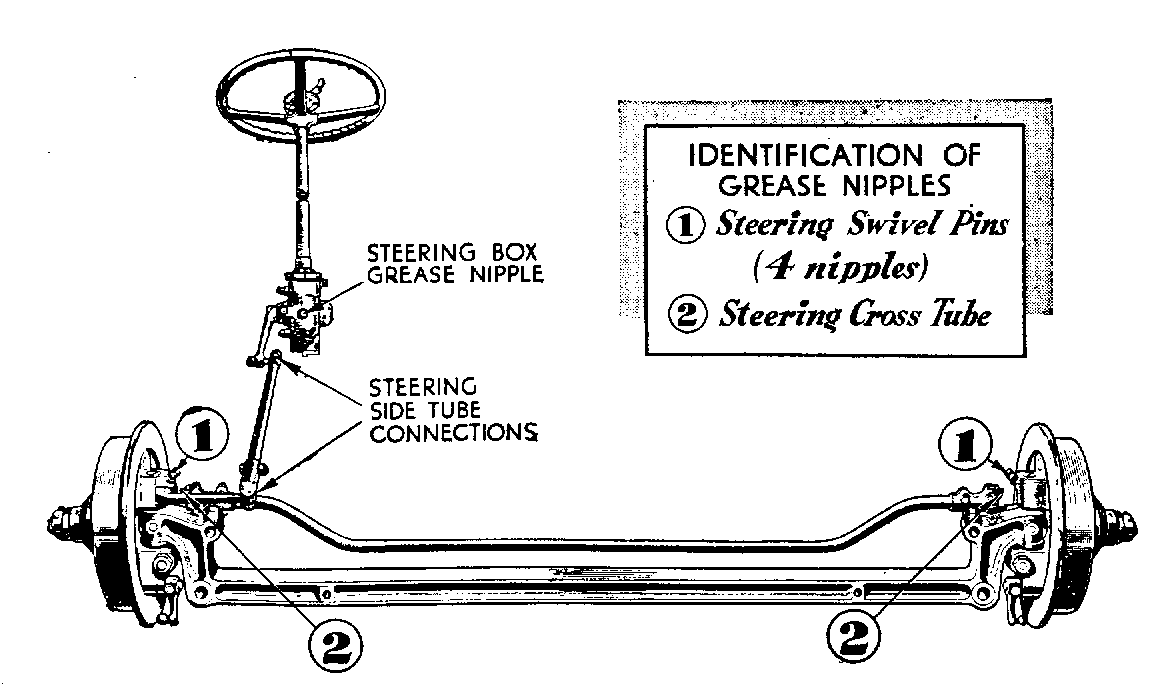 IDENTIFICATION OF
GREASE NIPPLES
1 Steering Swivel Pins
(4 nipples)
2 Steering Cross Tube
STEERING BOX
GREASE NIPPLE
STEERING
SIDE TUBE
CONNECTIONS
1
1
2
2